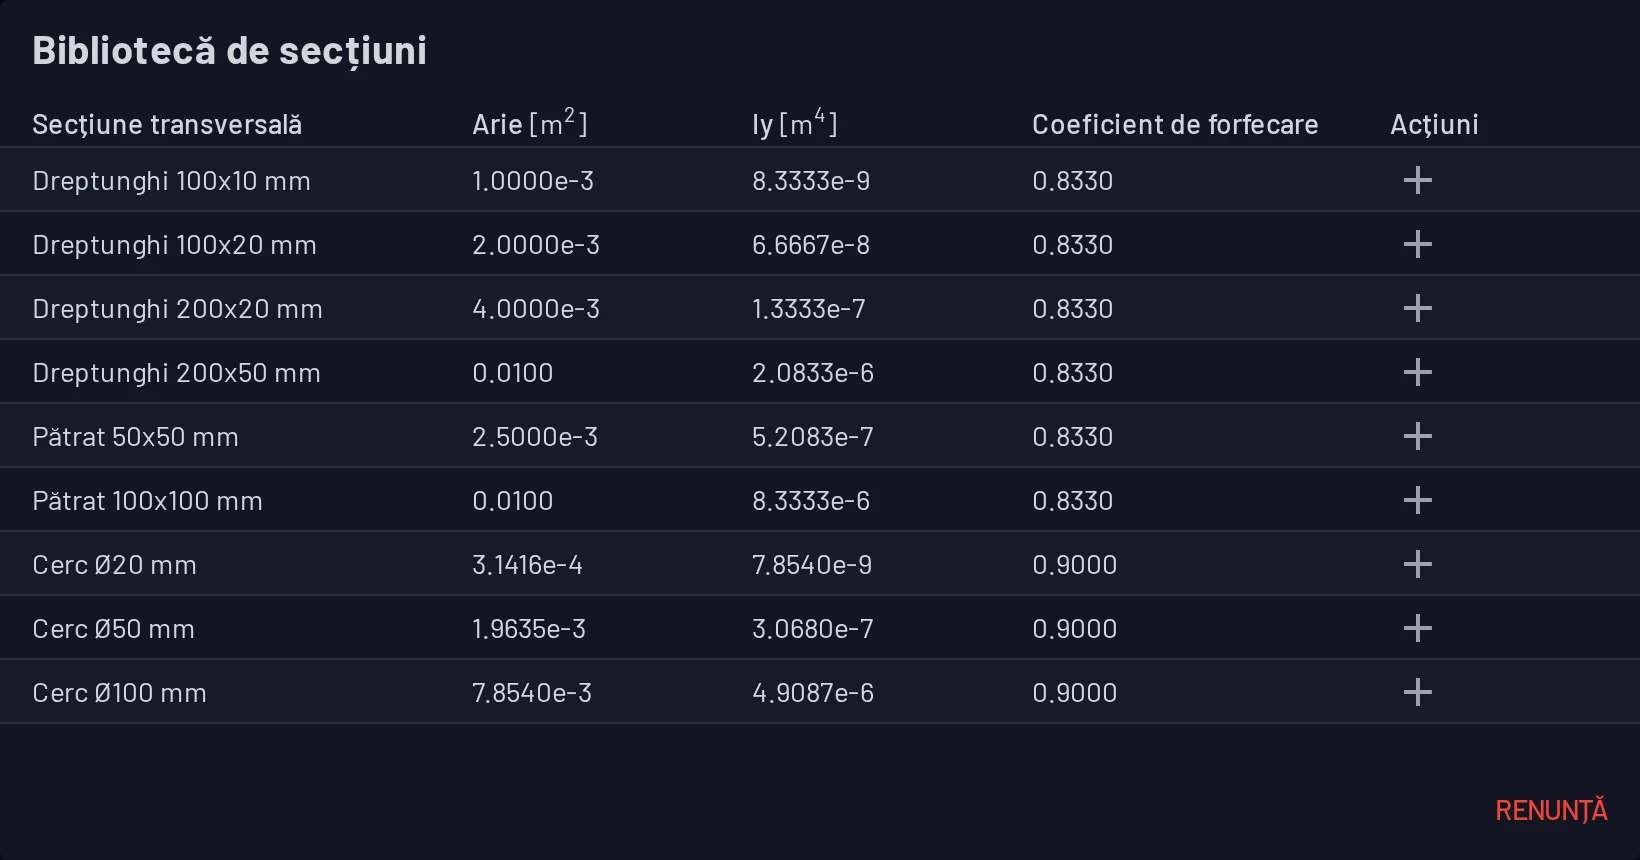 Bibliotecă de secțiuni
Secțiune transversală Arie [m²] Iy [m⁴] Coeficient de forfecare Acțiuni
Dreptunghi 100x10 mm 1.0000e-3 8.3333e-9 0.8330
Dreptunghi 100x20 mm 2.0000e-3 6.6667e-8 0.8330
Dreptunghi 200x20 mm 4.0000e-3 1.3333e-7 0.8330
Dreptunghi 200x50 mm 0.0100 2.0833e-6 0.8330
Pătrat 50x50 mm 2.5000e-3 5.2083e-7 0.8330
Pătrat 100x100 mm 0.0100 8.3333e-6 0.8330
Cerc Ø20 mm 3.1416e-4 7.8540e-9 0.9000
Cerc Ø50 mm 1.9635e-3 3.0680e-7 0.9000
Cerc Ø100 mm 7.8540e-3 4.9087e-6 0.9000
RENUNȚĂ